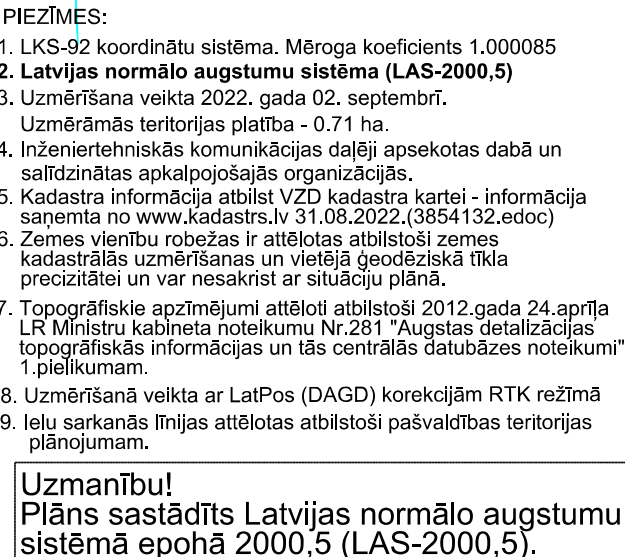 PIEZĪMES:
1. LKS-92 koordinātu sistēma. Mēroga koeficients 1.000085
2. Latvijas normālo augstumu sistēma (LAS-2000,5)
3. Uzmērīšana veikta 2022. gada 02. septembrī.
Uzmērāmās teritorijas platība - 0.71 ha.
4. Inženiertehniskās komunikācijas daļēji apsekotas dabā un
salīdzinātas apkalpojošajās organizācijās.
5. Kadastra informācija atbilst VZD kadastra kartei - informācija
saņemta no www.kadastrs.lv 31.08.2022.(3854132.edoc)
6. Zemes vienību robežas ir attēlotas atbilstoši zemes
kadastrālās uzmērīšanas un vietējā ģeodēziskā tīkla
precizitātei un var nesakrist ar situāciju plānā.
7. Topogrāfiskie apzīmējumi attēloti atbilstoši 2012.gada 24.aprīļa
LR Ministru kabineta noteikumu Nr.281 "Augstas detalizācijas
topogrāfiskās informācijas un tās centrālās datubāzes noteikumi"
1.pielikumam.
8. Uzmērīšanā veikta ar LatPos (DAGD) korekcijām RTK režīmā
9. Ielu sarkanās līnijas attēlotas atbilstoši pašvaldības teritorijas
plānojumam.
Uzmanību!
Plāns sastādīts Latvijas normālo augstumu
sistēmā epohā 2000,5 (LAS-2000,5).